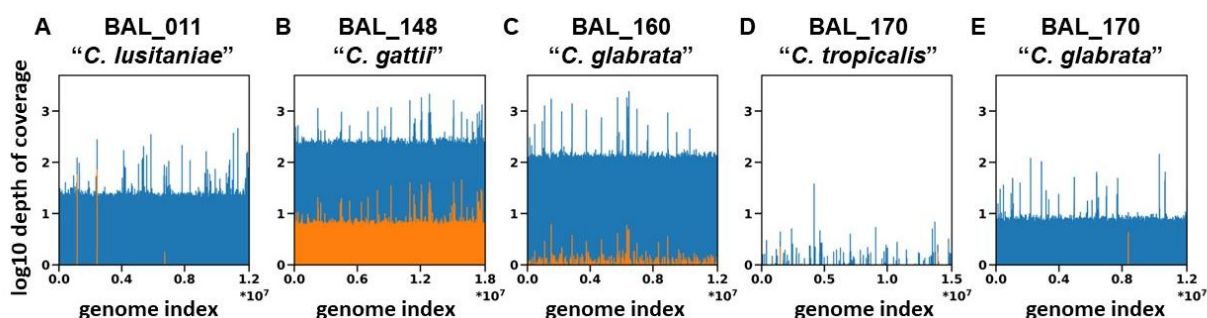 A BAL_011 “C. lusitaniae”
B BAL_148 “C. gattii”
C BAL_160 “C. glabrata”
D BAL_170 “C. tropicalis”
E BAL_170 “C. glabrata”
log10 depth of coverage
3
2
1
0
0.0 0.4 0.8 1.2
*10⁷
genome index
3
2
1
0
0.0 0.6 1.2 1.8
*10⁷
genome index
3
2
1
0
0.0 0.4 0.8 1.2
*10⁷
genome index
3
2
1
0
0.0 0.5 1.0 1.5
*10⁷
genome index
3
2
1
0
0.0 0.4 0.8 1.2
*10⁷
genome index